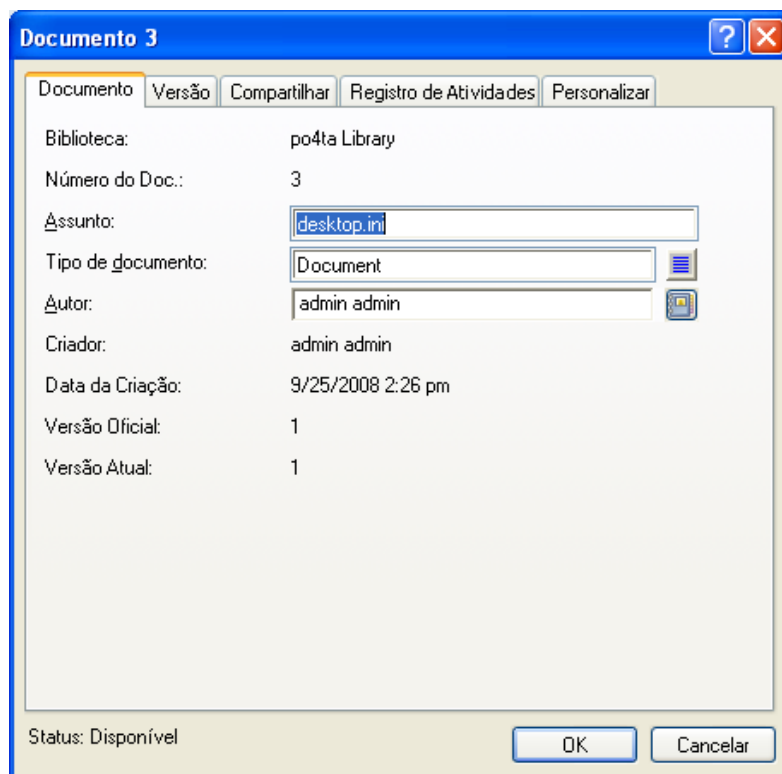 Documento 3
Documento Versão Compartilhar Registro de Atividades Personalizar
Biblioteca: po4ta Library
Número do Doc.: 3
Assunto: desktop.ini
Tipo de documento: Document
Autor: admin admin
Criador: admin admin
Data da Criação: 9/25/2008 2:26 pm
Versão Oficial: 1
Versão Atual: 1
Status: Disponível OK Cancelar